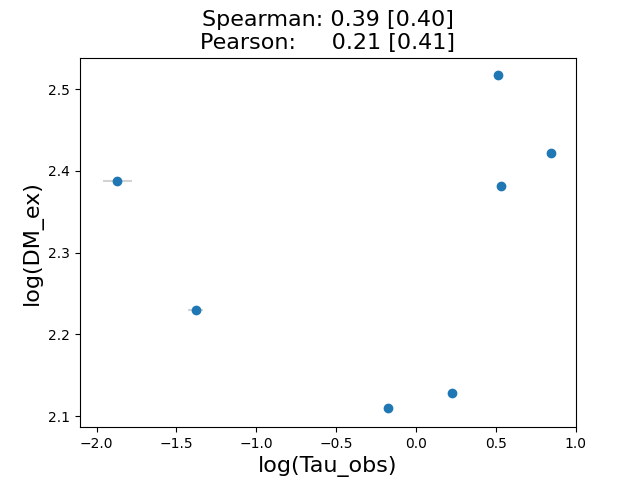 Spearman: 0.39 [0.40]
Pearson: 0.21 [0.41]
2.5
2.4
2.3
2.2
2.1
log(DM_ex)
−2.0 −1.5 −1.0 −0.5 0.0 0.5 1.0
log(Tau_obs)